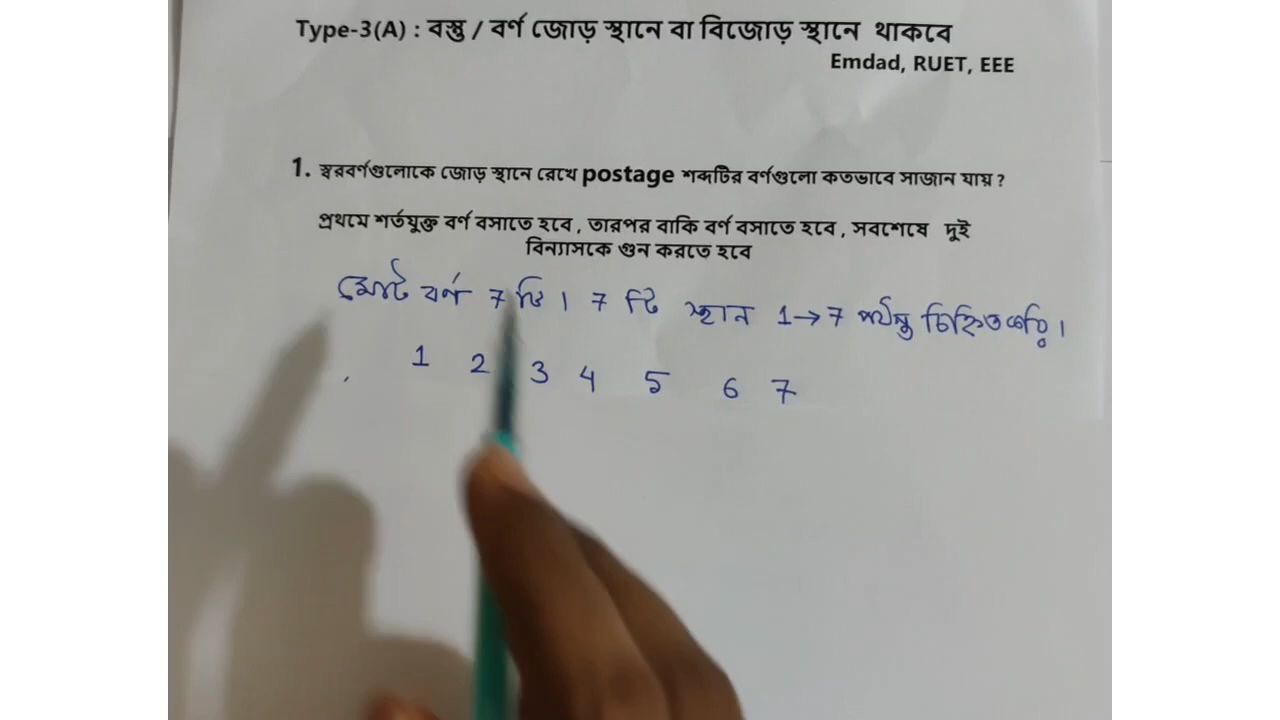 Type-3(A) : বস্তু / বর্ণ জোড় স্থানে বা বিজোড় স্থানে থাকবে
Emdad, RUET, EEE
1. স্বরবর্ণগুলোকে জোড় স্থানে রেখে postage শব্দটির বর্ণগুলো কতভাবে সাজান যায় ?
প্রথমে শর্তযুক্ত বর্ণ বসাতে হবে , তারপর বাকি বর্ণ বসাতে হবে , সবশেষে দুই
বিন্যাসকে গুন করতে হবে
মোট বর্ণ 7 টি । 7 টি স্থান 1→7 পর্যন্ত চিহ্নিত করি ।
1 2 3 4 5 6 7